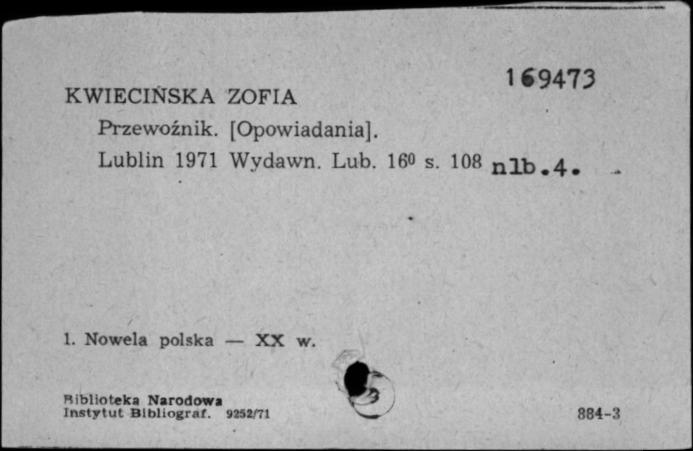 169473
KWIECIŃSKA ZOFIA
Przewoźnik. [Opowiadania].
Lublin 1971 Wydawn. Lub. 16⁰ s. 108 nlb.4.
1. Nowela polska — XX w.
Biblioteka Narodowa
Instytut Bibliograf. 9252/71
884-3